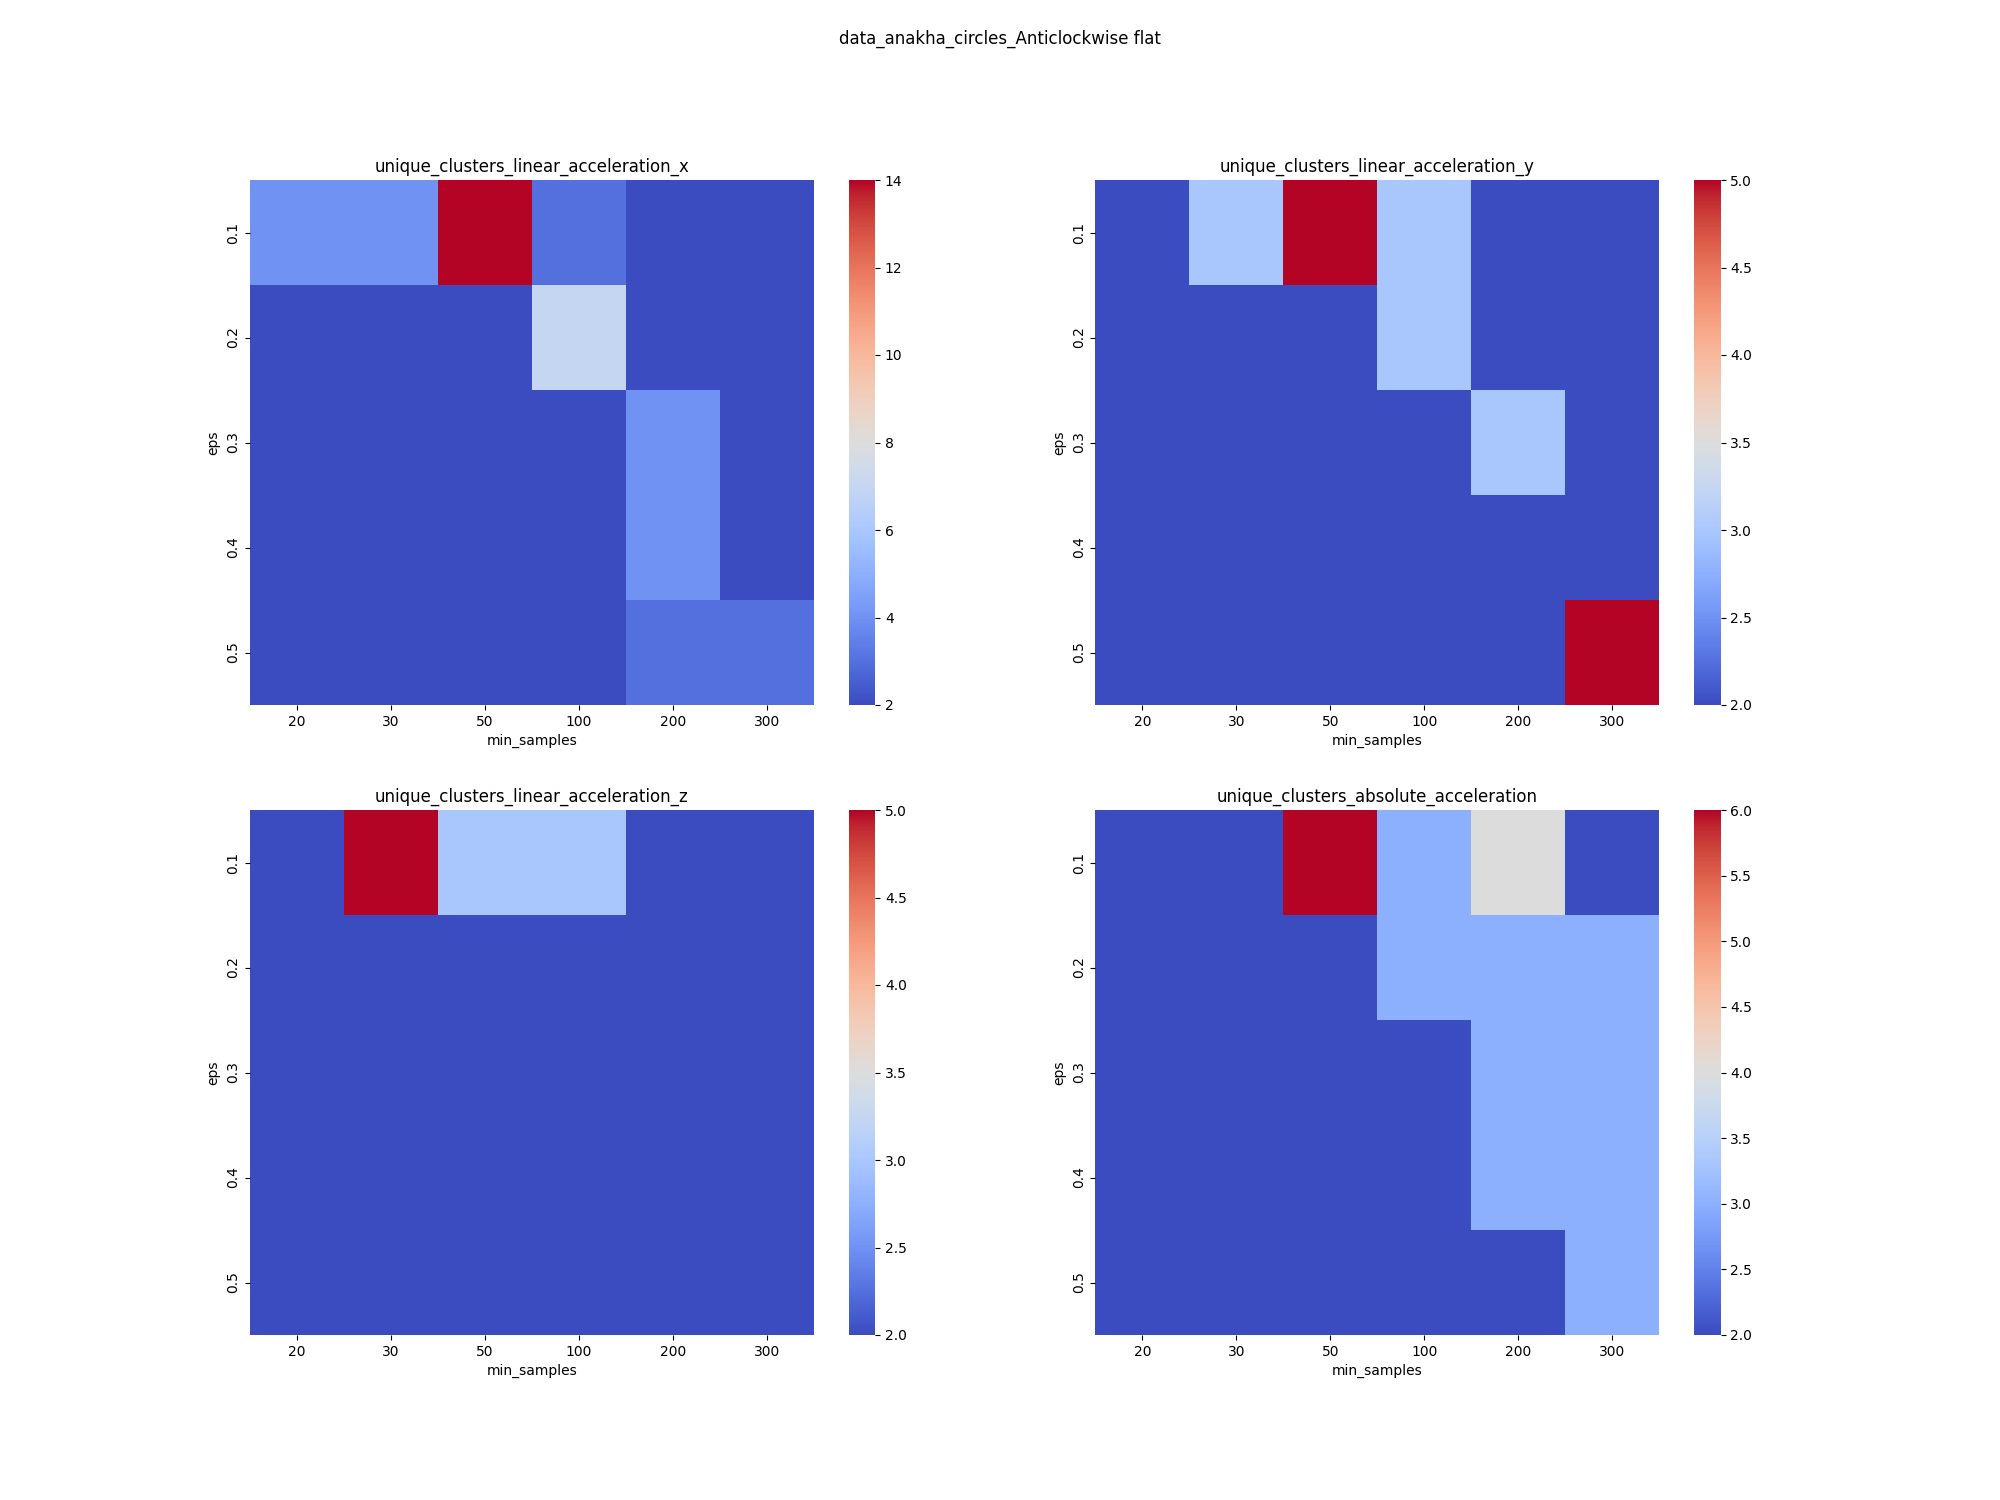 data_anakha_circles_Anticlockwise flat
unique_clusters_linear_acceleration_x
eps
0.1
0.2
0.3
0.4
0.5
20 30 50 100 200 300
min_samples
14
12
10
8
6
4
2
unique_clusters_linear_acceleration_y
eps
0.1
0.2
0.3
0.4
0.5
20 30 50 100 200 300
min_samples
5.0
4.5
4.0
3.5
3.0
2.5
2.0
unique_clusters_linear_acceleration_z
eps
0.1
0.2
0.3
0.4
0.5
20 30 50 100 200 300
min_samples
5.0
4.5
4.0
3.5
3.0
2.5
2.0
unique_clusters_absolute_acceleration
eps
0.1
0.2
0.3
0.4
0.5
20 30 50 100 200 300
min_samples
6.0
5.5
5.0
4.5
4.0
3.5
3.0
2.5
2.0